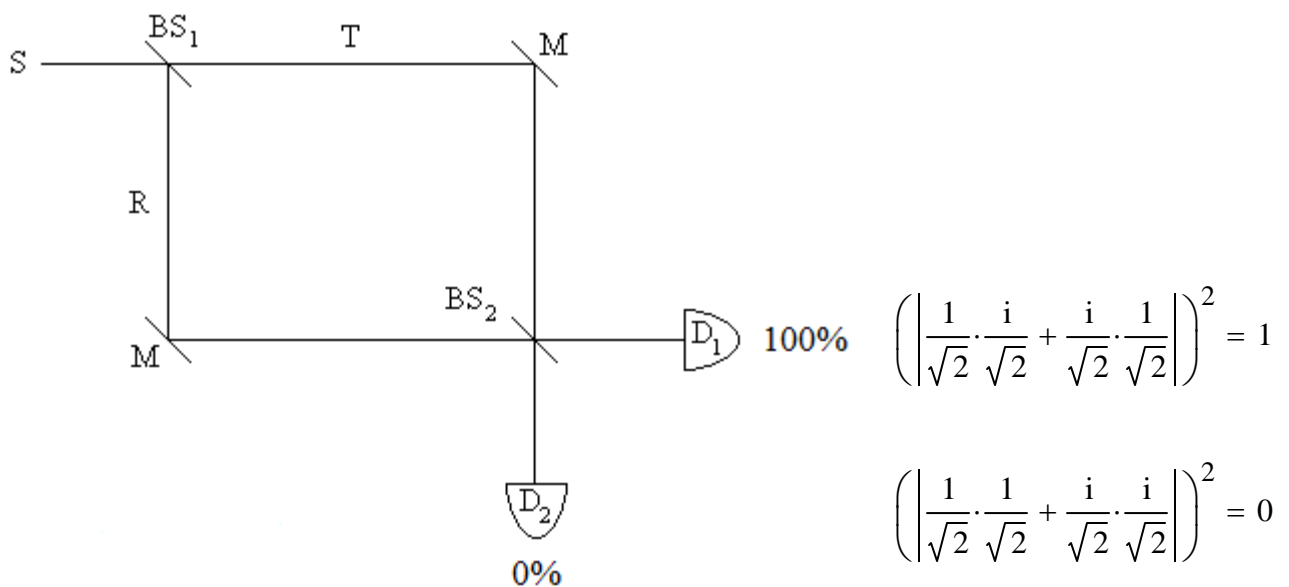 BS₁
T
M
S
R
BS₂
M
D₁
100%
(|1/√2·i/√2 + i/√2·1/√2|)² = 1
D₂
(|1/√2·1/√2 + i/√2·i/√2|)² = 0
0%